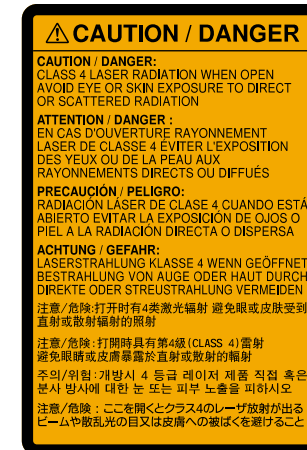 ⚠ CAUTION / DANGER
CAUTION / DANGER:
CLASS 4 LASER RADIATION WHEN OPEN
AVOID EYE OR SKIN EXPOSURE TO DIRECT
OR SCATTERED RADIATION
ATTENTION / DANGER :
EN CAS D'OUVERTURE RAYONNEMENT
LASER DE CLASSE 4 ÉVITER L'EXPOSITION
DES YEUX OU DE LA PEAU AUX
RAYONNEMENTS DIRECTS OU DIFFUÉS
PRECAUCIÓN / PELIGRO:
RADIACIÓN LÁSER DE CLASE 4 CUANDO ESTÁ
ABIERTO EVITAR LA EXPOSICIÓN DE OJOS O
PIEL A LA RADIACIÓN DIRECTA O DISPERSA
ACHTUNG / GEFAHR:
LASERSTRAHLUNG KLASSE 4 WENN GEÖFFNET
BESTRAHLUNG VON AUGE ODER HAUT DURCH
DIREKTE ODER STREUSTRAHLUNG VERMEIDEN
注意/危险:打开时有4类激光辐射 避免眼或皮肤受到
直射或散射辐射的照射
注意/危險:打開時具有第4級(CLASS 4)雷射
避免眼睛或皮膚暴露於直射或散射的輻射
주의/위험:개방시 4 등급 레이저 제품 직접 혹은
분사 방사에 대한 눈 또는 피부 노출을 피하시오
注意/危険：ここを開くとクラス4のレーザ放射が出る
ビームや散乱光の目又は皮膚への被ばくを避けること